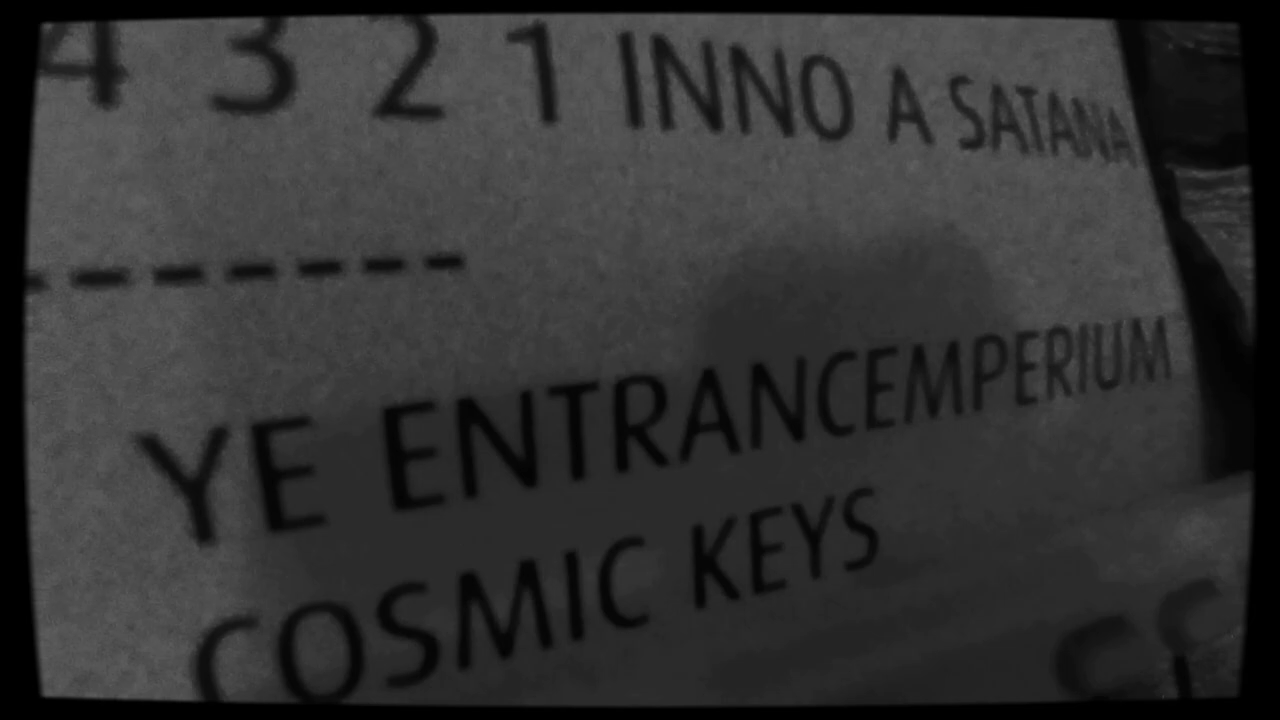 4 3 2 1 INNO A SATANA
YE ENTRANCEMPERIUM
COSMIC KEYS